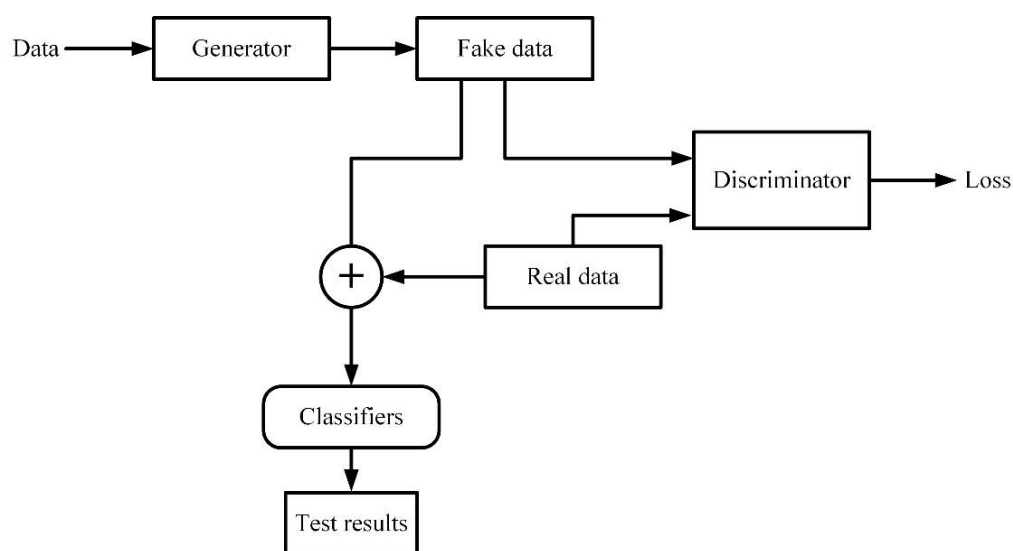 Data
Generator
Fake data
Discriminator
Loss
Real data
+
Classifiers
Test results